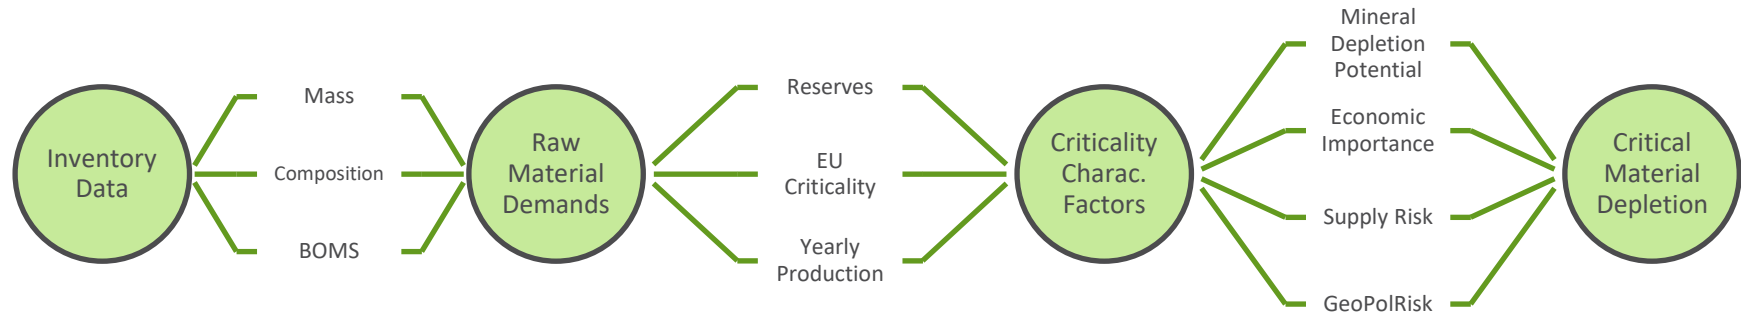 Inventory
Data
Mass
Composition
BOMS
Raw
Material
Demands
Reserves
EU
Criticality
Yearly
Production
Criticality
Charac.
Factors
Mineral
Depletion
Potential
Economic
Importance
Supply Risk
GeoPolRisk
Critical
Material
Depletion